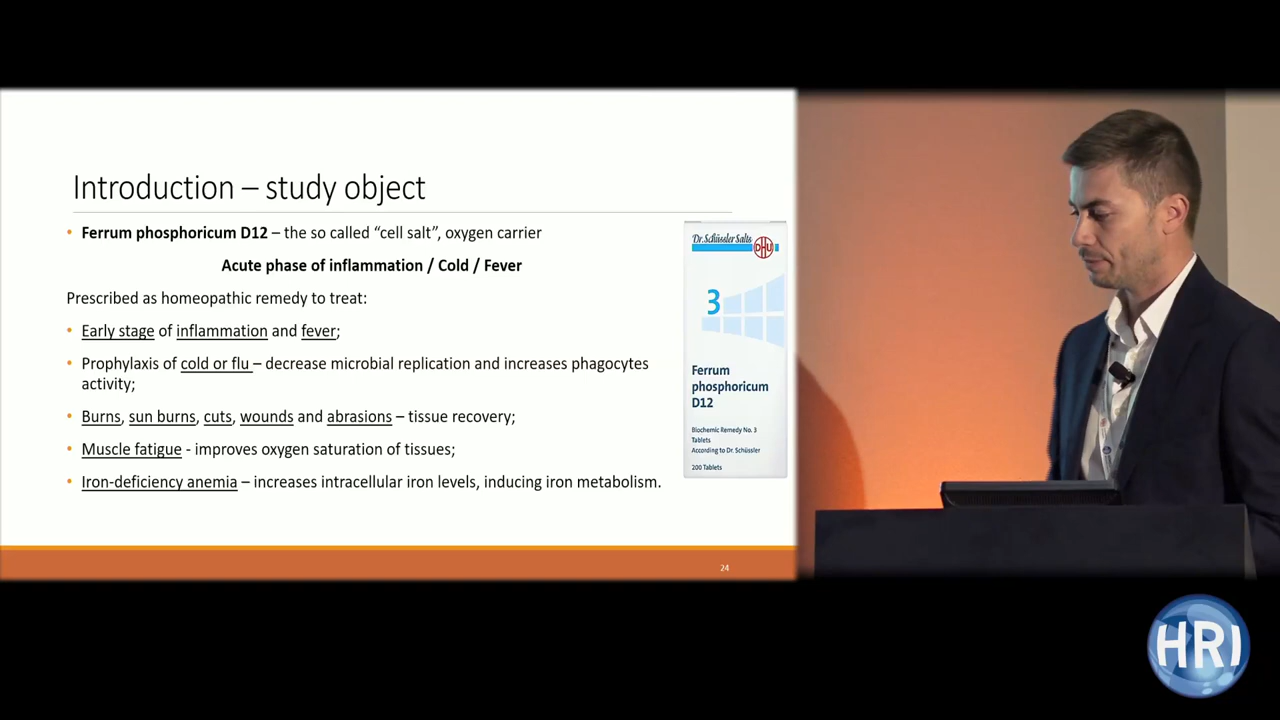 Introduction – study object
• Ferrum phosphoricum D12 – the so called “cell salt”, oxygen carrier
Acute phase of inflammation / Cold / Fever
Prescribed as homeopathic remedy to treat:
• Early stage of inflammation and fever;
• Prophylaxis of cold or flu – decrease microbial replication and increases phagocytes
activity;
• Burns, sun burns, cuts, wounds and abrasions – tissue recovery;
• Muscle fatigue - improves oxygen saturation of tissues;
• Iron-deficiency anemia – increases intracellular iron levels, inducing iron metabolism.
Dr. Schüssler Salts
DHU
3
Ferrum
phosphoricum
D12
Biochemic Remedy No. 3
Tablets
According to Dr. Schüssler
200 Tablets
24
HRI